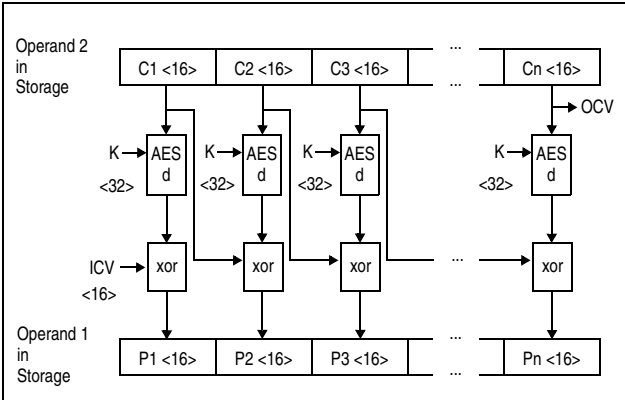 Operand 2
in
Storage
C1 <16> C2 <16> C3 <16> ... Cn <16>
...
OCV
K AES d K AES d K AES d K AES d
<32> <32> <32> <32>
ICV xor xor xor ... xor
<16>
Operand 1
in
Storage
...
P1 <16> P2 <16> P3 <16> Pn <16>
...